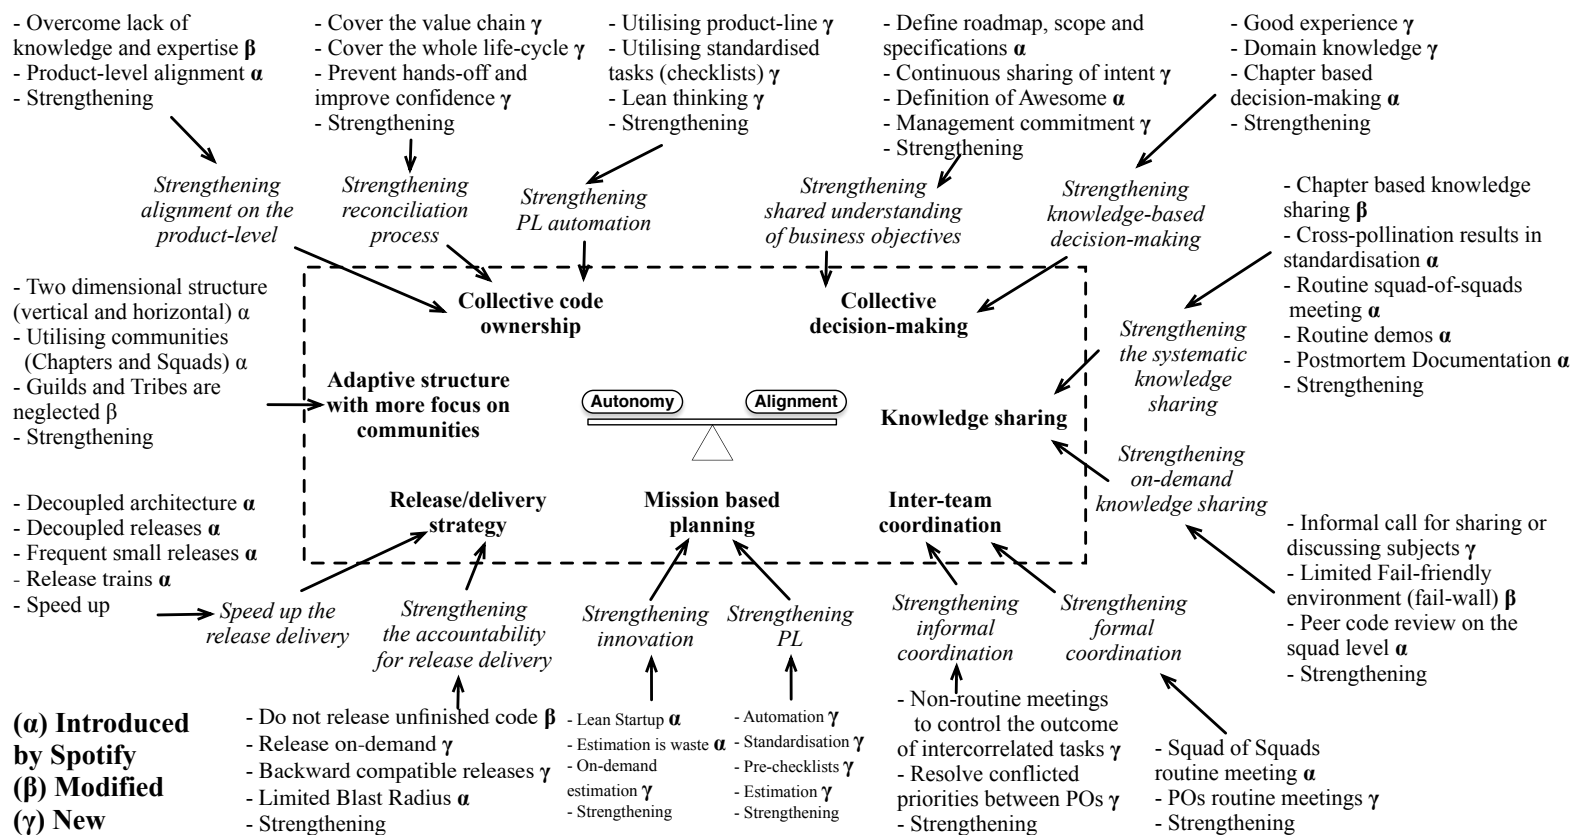 - Overcome lack of
knowledge and expertise β
- Product-level alignment α
- Strengthening
- Cover the value chain γ
- Cover the whole life-cycle γ
- Prevent hands-off and
improve confidence γ
- Strengthening
- Utilising product-line γ
- Utilising standardised
tasks (checklists) γ
- Lean thinking γ
- Strengthening
- Define roadmap, scope and
specifications α
- Continuous sharing of intent γ
- Definition of Awesome α
- Management commitment γ
- Strengthening
- Good experience γ
- Domain knowledge γ
- Chapter based
decision-making α
- Strengthening
Strengthening
alignment on the
product-level
Strengthening
reconciliation
process
Strengthening
PL automation
Strengthening
shared understanding
of business objectives
Strengthening
knowledge-based
decision-making
- Chapter based knowledge
sharing β
- Cross-pollination results in
standardisation α
- Routine squad-of-squads
meeting α
- Routine demos α
- Postmortem Documentation α
- Strengthening
- Two dimensional structure
(vertical and horizontal) α
- Utilising communities
(Chapters and Squads) α
- Guilds and Tribes are
neglected β
- Strengthening
Collective code
ownership
Collective
decision-making
Strengthening
the systematic
knowledge
sharing
Adaptive structure
with more focus on
communities
Autonomy
Alignment
Knowledge sharing
Strengthening
on-demand
knowledge sharing
- Decoupled architecture α
- Decoupled releases α
- Frequent small releases α
- Release trains α
- Speed up
Release/delivery
strategy
Mission based
planning
Inter-team
coordination
- Informal call for sharing or
discussing subjects γ
- Limited Fail-friendly
environment (fail-wall) β
- Peer code review on the
squad level α
- Strengthening
Speed up the
release delivery
Strengthening
the accountability
for release delivery
Strengthening
innovation
Strengthening
PL
Strengthening
informal
coordination
Strengthening
formal
coordination
(α) Introduced
by Spotify
(β) Modified
(γ) New
- Do not release unfinished code β
- Release on-demand γ
- Backward compatible releases γ
- Limited Blast Radius α
- Strengthening
- Lean Startup α
- Estimation is waste α
- On-demand
estimation γ
- Strengthening
- Automation γ
- Standardisation γ
- Pre-checklists γ
- Estimation γ
- Strengthening
- Non-routine meetings
to control the outcome
of intercorrelated tasks γ
- Resolve conflicted
priorities between POs γ
- Strengthening
- Squad of Squads
routine meeting α
- POs routine meetings γ
- Strengthening